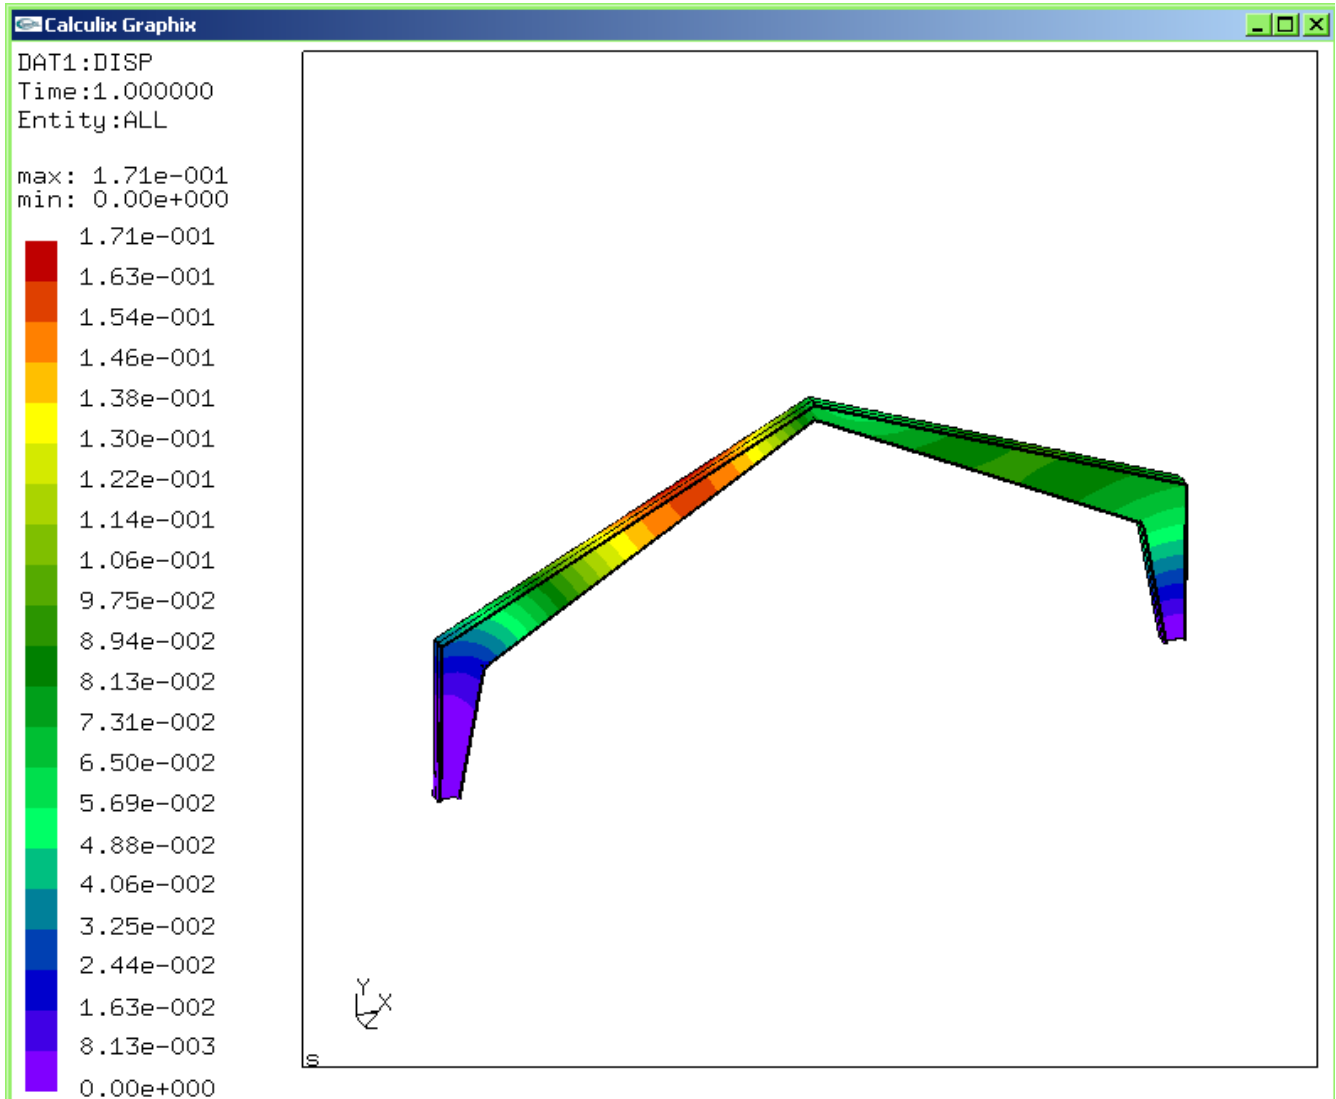 Calculix Graphix
DAT1:DISP
Time:1.000000
Entity:ALL
max: 1.71e-001
min: 0.00e+000
1.71e-001
1.63e-001
1.54e-001
1.46e-001
1.38e-001
1.30e-001
1.22e-001
1.14e-001
1.06e-001
9.75e-002
8.94e-002
8.13e-002
7.31e-002
6.50e-002
5.69e-002
4.88e-002
4.06e-002
3.25e-002
2.44e-002
1.63e-002
8.13e-003
0.00e+000
Y
X
Z
s